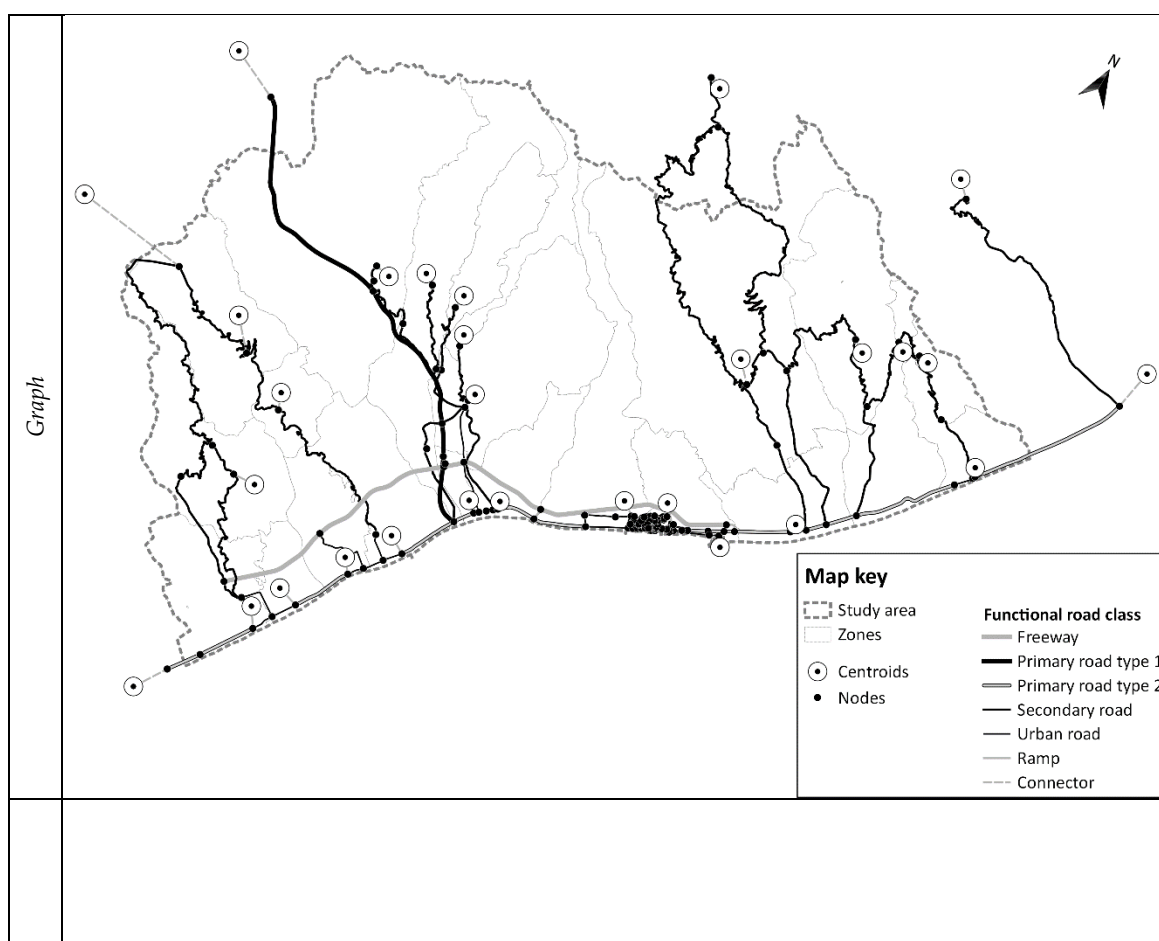 Graph
N
Map key
Study area
Zones
Centroids
Nodes
Functional road class
Freeway
Primary road type 1
Primary road type 2
Secondary road
Urban road
Ramp
Connector